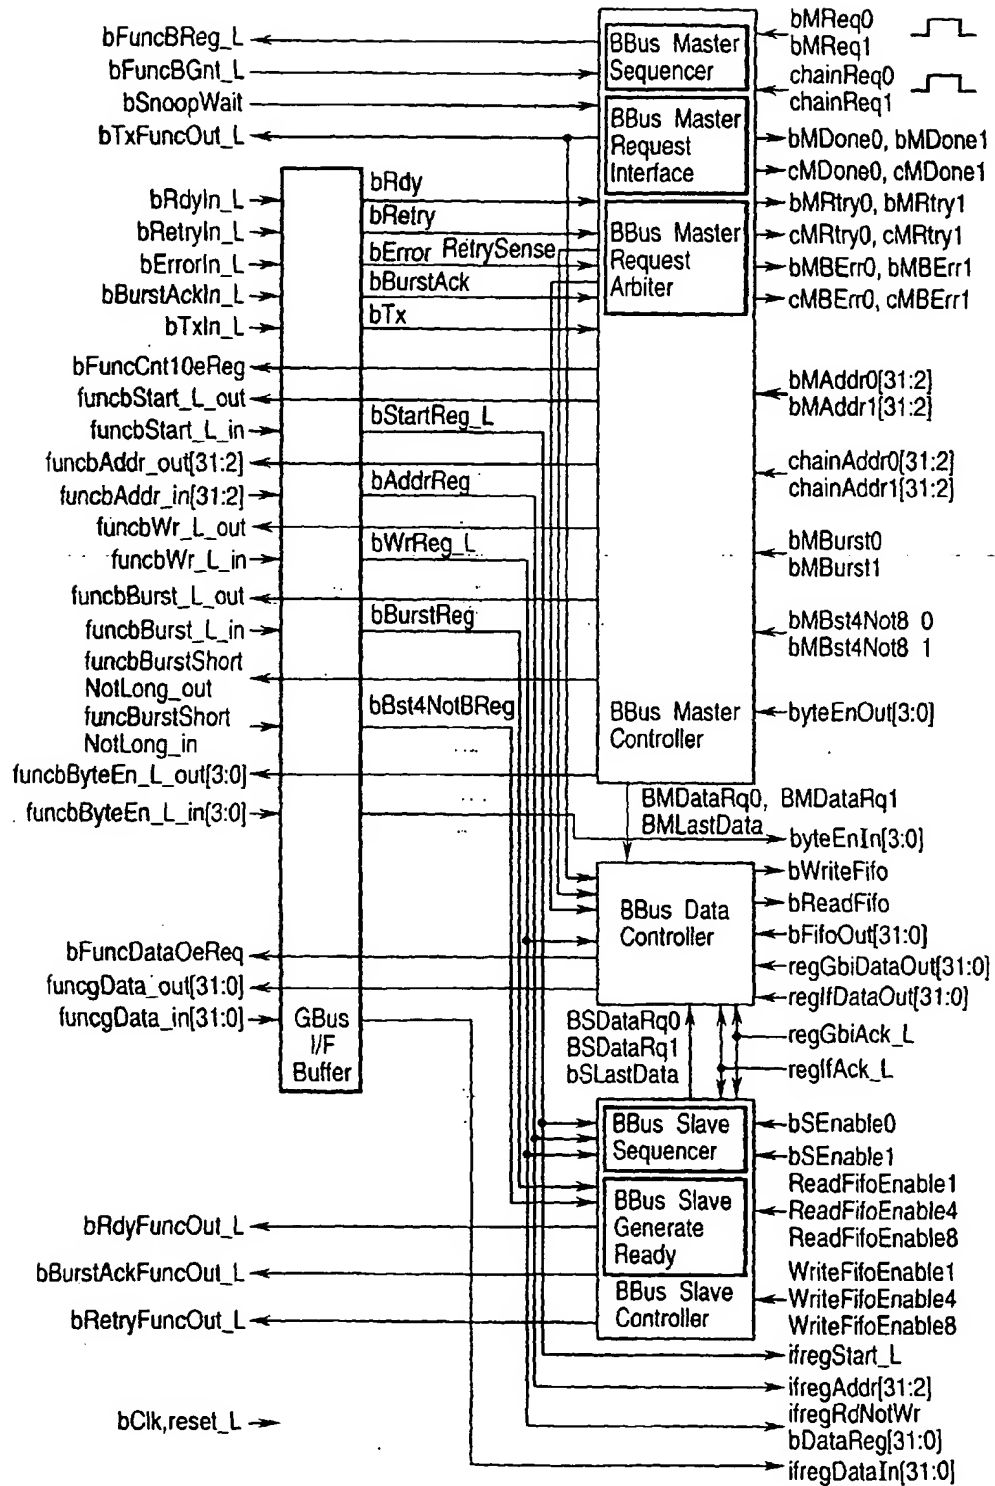 bFuncBReg_L
bFuncBGnt_L
bSnoopWait
bTxFuncOut_L
bRdyIn_L
bRetryIn_L
bErrorIn_L
bBurstAckIn_L
bTxIn_L
bFuncCnt10eReg
funcbStart_L_out
funcbStart_L_in
funcbAddr_out[31:2]
funcbAddr_in[31:2]
funcbWr_L_out
funcbWr_L_in
funcbBurst_L_out
funcbBurst_L_in
funcbBurstShort
NotLong_out
funcBurstShort
NotLong_in
funcbByteEn_L_out[3:0]
funcbByteEn_L_in[3:0]
bFuncDataOeReq
funcgData_out[31:0]
funcgData_in[31:0]
bRdyFuncOut_L
bBurstAckFuncOut_L
bRetryFuncOut_L
bClk,reset_L
GBus
I/F
Buffer
bRdy
bRetry
bError RetrySense
bBurstAck
bTx
bStartReg_L
bAddrReg
bWrReg_L
bBurstReg
bBst4NotBReg
BBus Master
Sequencer
BBus Master
Request
Interface
BBus Master
Request
Arbiter
BBus Master
Controller
BMDataRq0, BMDataRq1
BMLastData
BBus Data
Controller
BSDataRq0
BSDataRq1
bSLastData
BBus Slave
Sequencer
BBus Slave
Generate
Ready
BBus Slave
Controller
bMReq0
bMReq1
chainReq0
chainReq1
bMDone0, bMDone1
cMDone0, cMDone1
bMRtry0, bMRtry1
cMRtry0, cMRtry1
bMBErr0, bMBErr1
cMBErr0, cMBErr1
bMAddr0[31:2]
bMAddr1[31:2]
chainAddr0[31:2]
chainAddr1[31:2]
bMBurst0
bMBurst1
bMBst4Not8 0
bMBst4Not8 1
byteEnOut[3:0]
byteEnIn[3:0]
bWriteFifo
bReadFifo
bFifoOut[31:0]
regGbiDataOut[31:0]
regIfDataOut[31:0]
regGbiAck_L
regIfAck_L
bSEnable0
bSEnable1
ReadFifoEnable1
ReadFifoEnable4
ReadFifoEnable8
WriteFifoEnable1
WriteFifoEnable4
WriteFifoEnable8
ifregStart_L
ifregAddr[31:2]
ifregRdNotWr
bDataReg[31:0]
ifregDataIn[31:0]